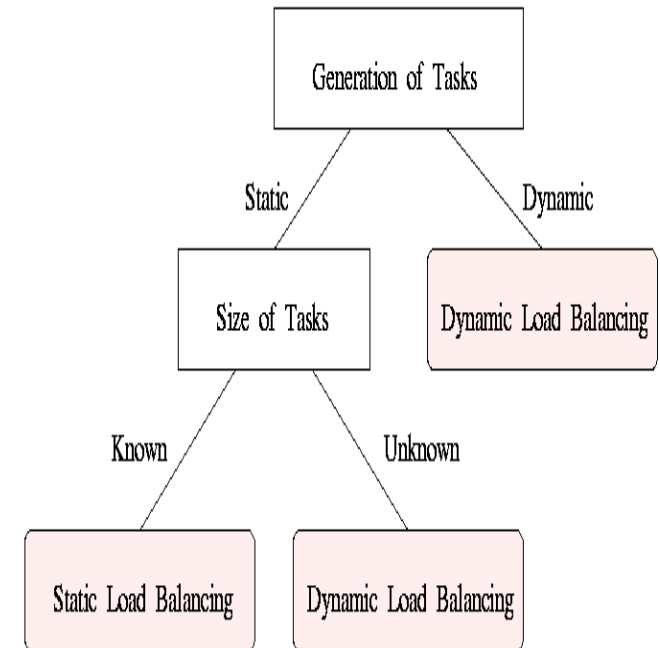 Generation of Tasks
Static
Dynamic
Size of Tasks
Dynamic Load Balancing
Known
Unknown
Static Load Balancing
Dynamic Load Balancing